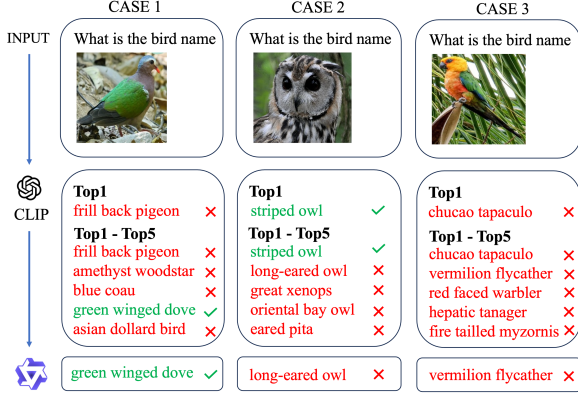 CASE 1 CASE 2 CASE 3
INPUT
What is the bird name What is the bird name What is the bird name
CLIP
Top1 Top1 Top1
frill back pigeon striped owl chucao tapaculo
Top1 - Top5 Top1 - Top5 Top1 - Top5
frill back pigeon striped owl chucao tapaculo
amethyst woodstar long-eared owl vermilion flycather
blue coau great xenops red faced warbler
green winged dove oriental bay owl hepatic tanager
asian dollard bird eared pita fire tailled myzornis
green winged dove long-eared owl vermilion flycather